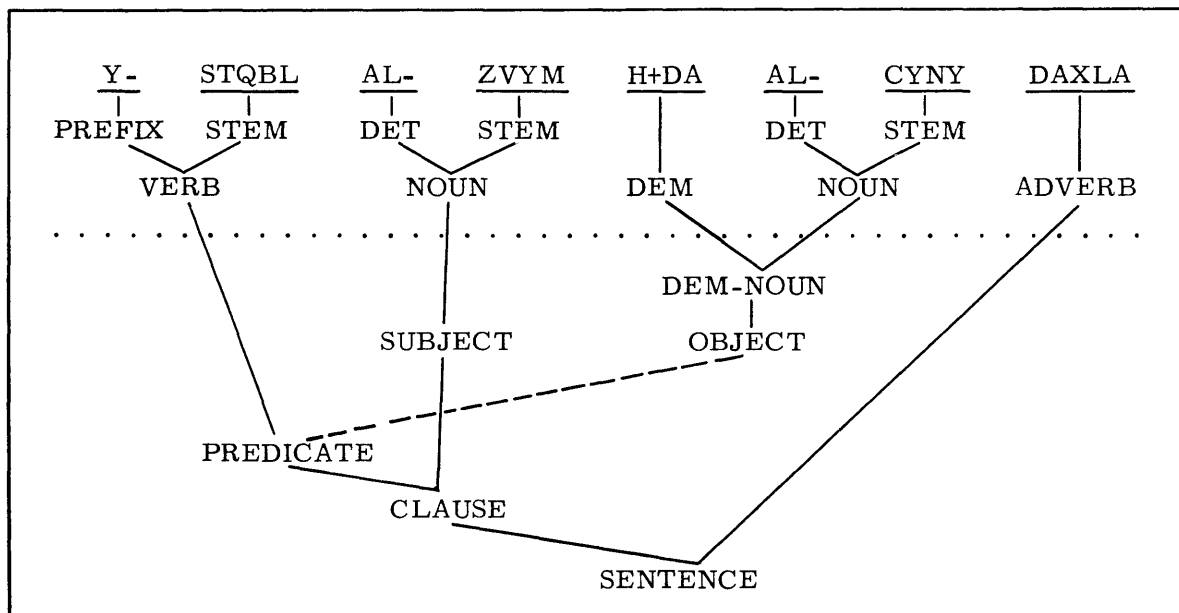 Y- STQBL AL- ZVYM H+DA AL- CYNY DAXLA
PREFIX STEM DET STEM DET STEM
VERB NOUN DEM NOUN ADVERB
DEM-NOUN
SUBJECT OBJECT
PREDICATE
CLAUSE
SENTENCE